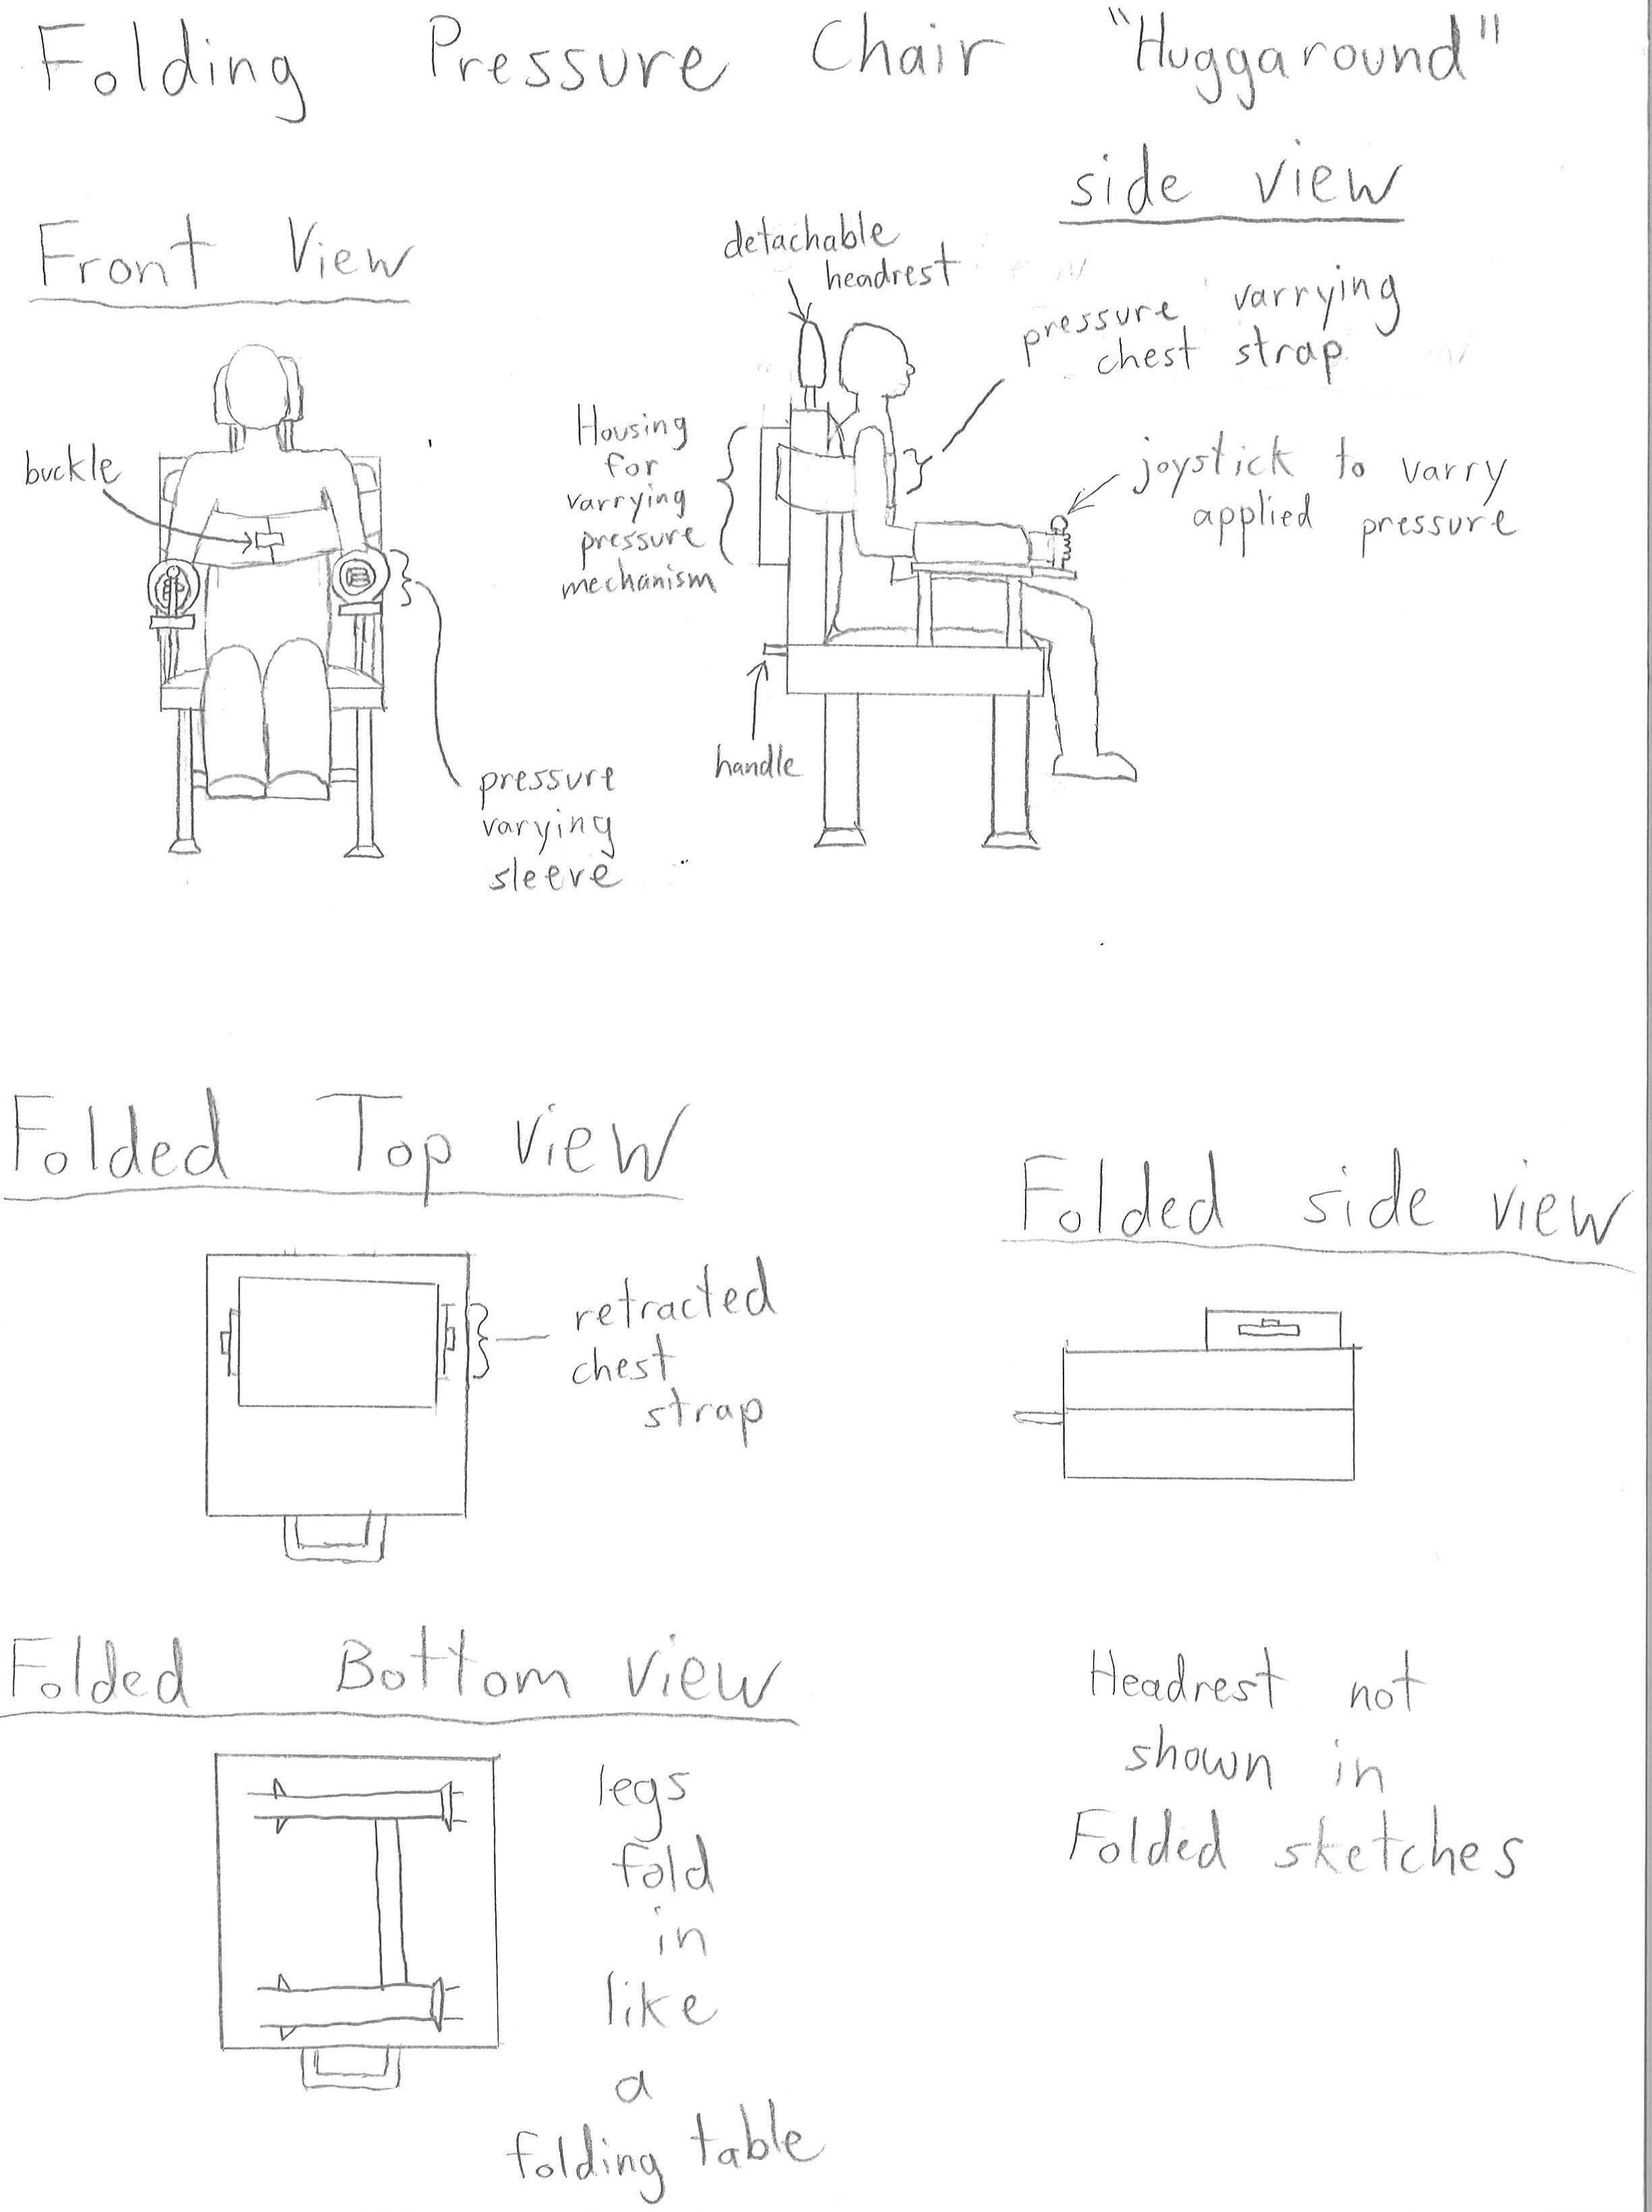 Folding Pressure Chair "Huggaround"
side view
Front View
detachable
headrest
pressure varrying
chest strap
Housing
for
varrying
pressure
mechanism
buckle
joystick to varry
applied pressure
handle
pressure
varying
sleeve
Folded Top view
Folded side view
retracted
chest
strap
Folded Bottom view
Headrest not
shown in
Folded sketches
legs
fold
in
like
a
folding table